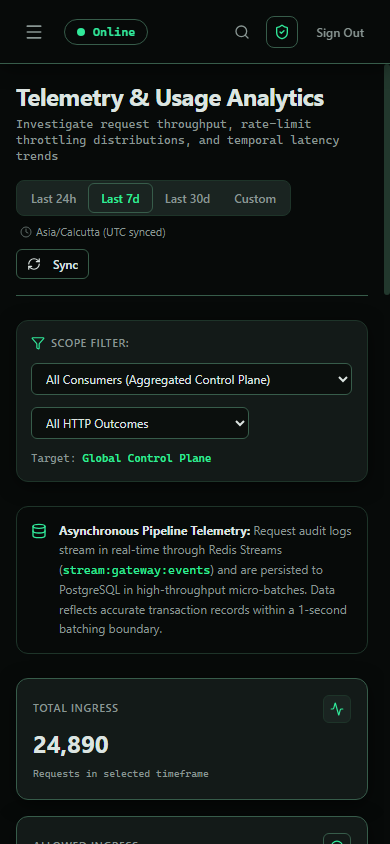 Online
Sign Out
Telemetry & Usage Analytics
Investigate request throughput, rate-limit
throttling distributions, and temporal latency
trends
Last 24h
Last 7d
Last 30d
Custom
Asia/Calcutta (UTC synced)
Sync
SCOPE FILTER:
All Consumers (Aggregated Control Plane)
All HTTP Outcomes
Target: Global Control Plane
Asynchronous Pipeline Telemetry: Request audit logs
stream in real-time through Redis Streams
(stream:gateway:events) and are persisted to
PostgreSQL in high-throughput micro-batches. Data
reflects accurate transaction records within a 1-second
batching boundary.
TOTAL INGRESS
24,890
Requests in selected timeframe
ALLOWED INGRESS